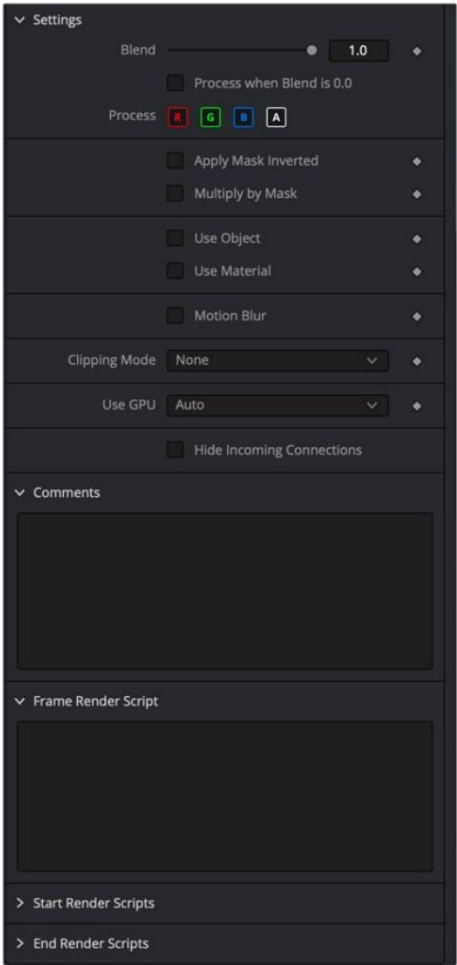 Settings
Blend 1.0
Process when Blend is 0.0
Process R G B A
Apply Mask Inverted
Multiply by Mask
Use Object
Use Material
Motion Blur
Clipping Mode None
Use GPU Auto
Hide Incoming Connections
Comments
Frame Render Script
Start Render Scripts
End Render Scripts